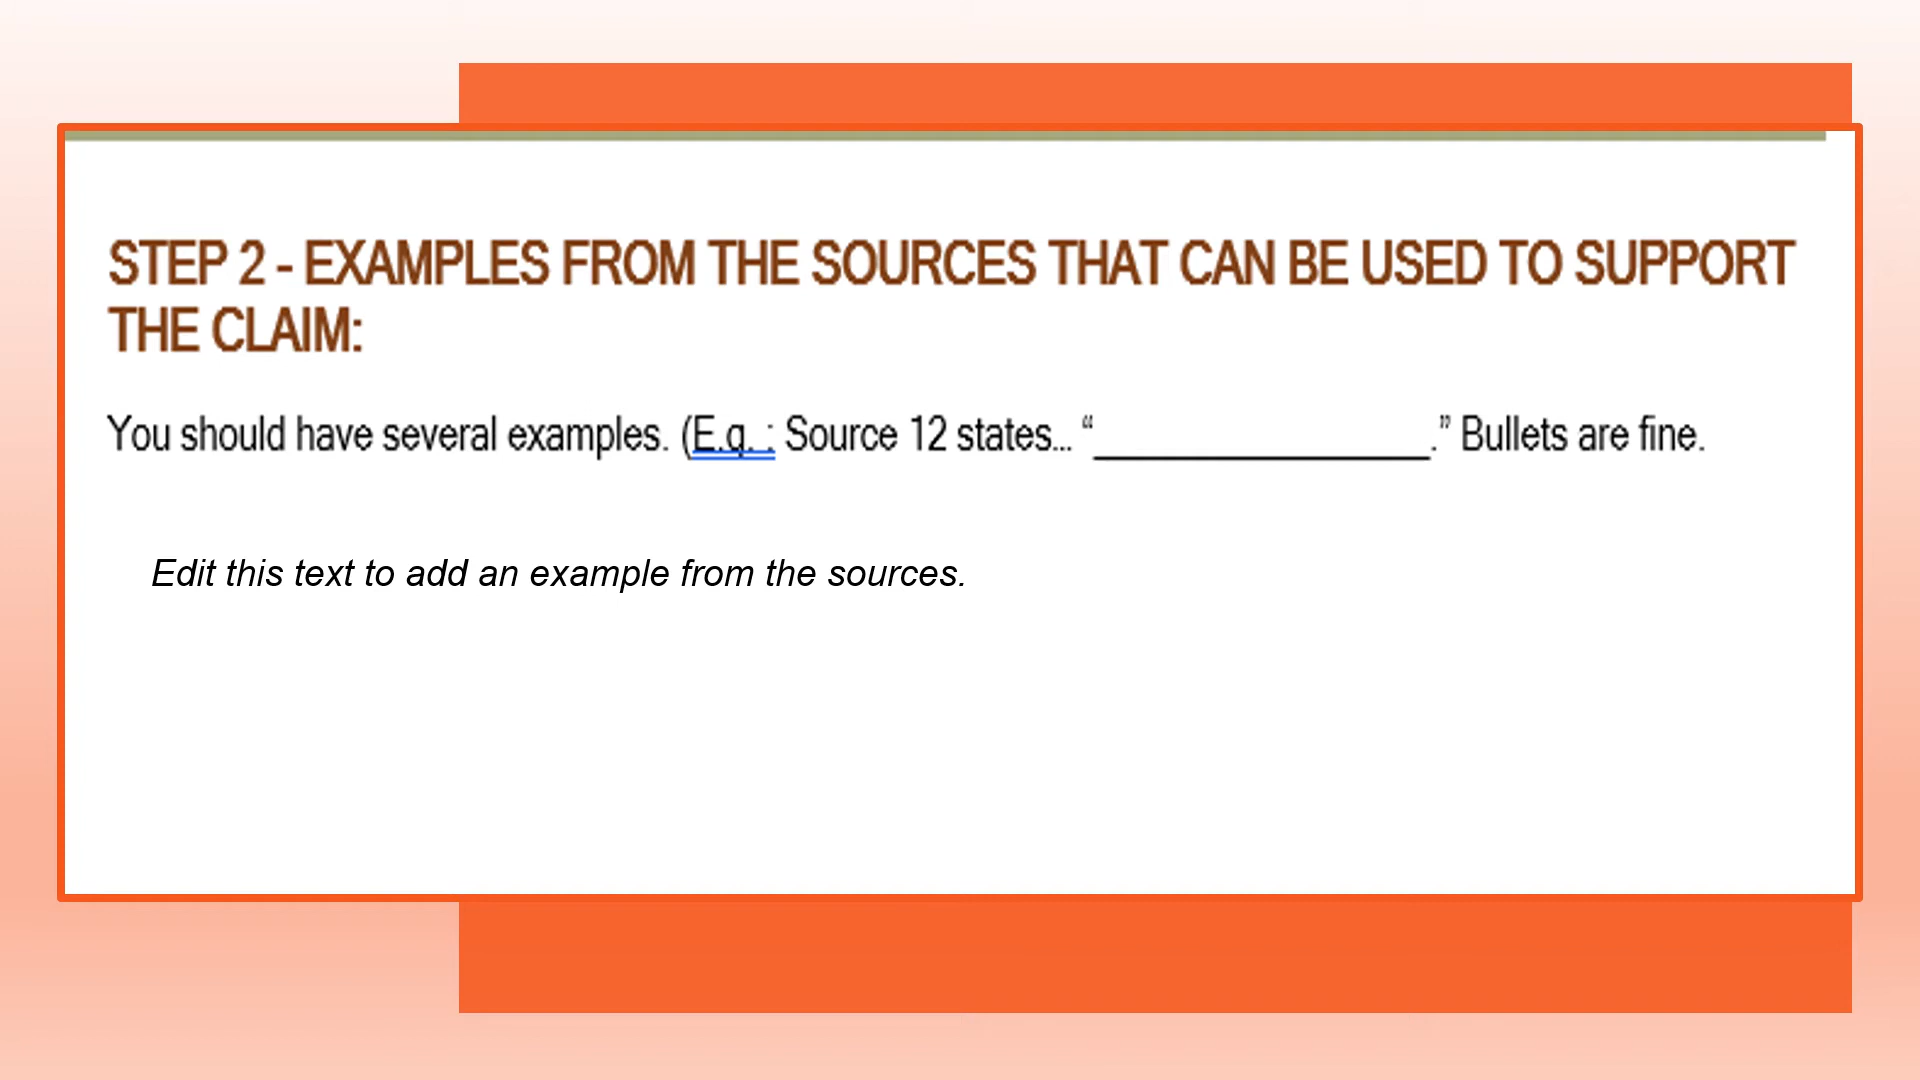 STEP 2 - EXAMPLES FROM THE SOURCES THAT CAN BE USED TO SUPPORT
THE CLAIM:
You should have several examples. (E.g. : Source 12 states... “_________________.” Bullets are fine.
Edit this text to add an example from the sources.